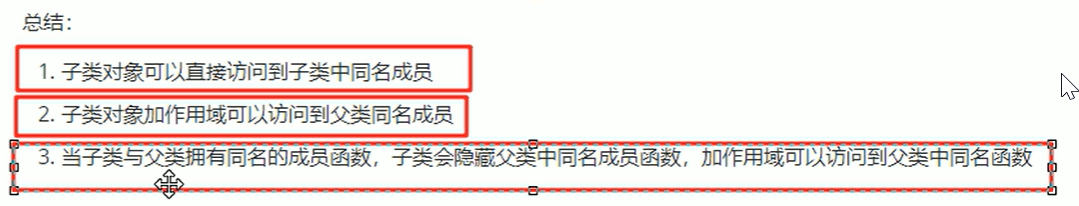 总结：
1. 子类对象可以直接访问到子类中同名成员
2. 子类对象加作用域可以访问到父类同名成员
3. 当子类与父类拥有同名的成员函数，子类会隐藏父类中同名成员函数，加作用域可以访问到父类中同名函数